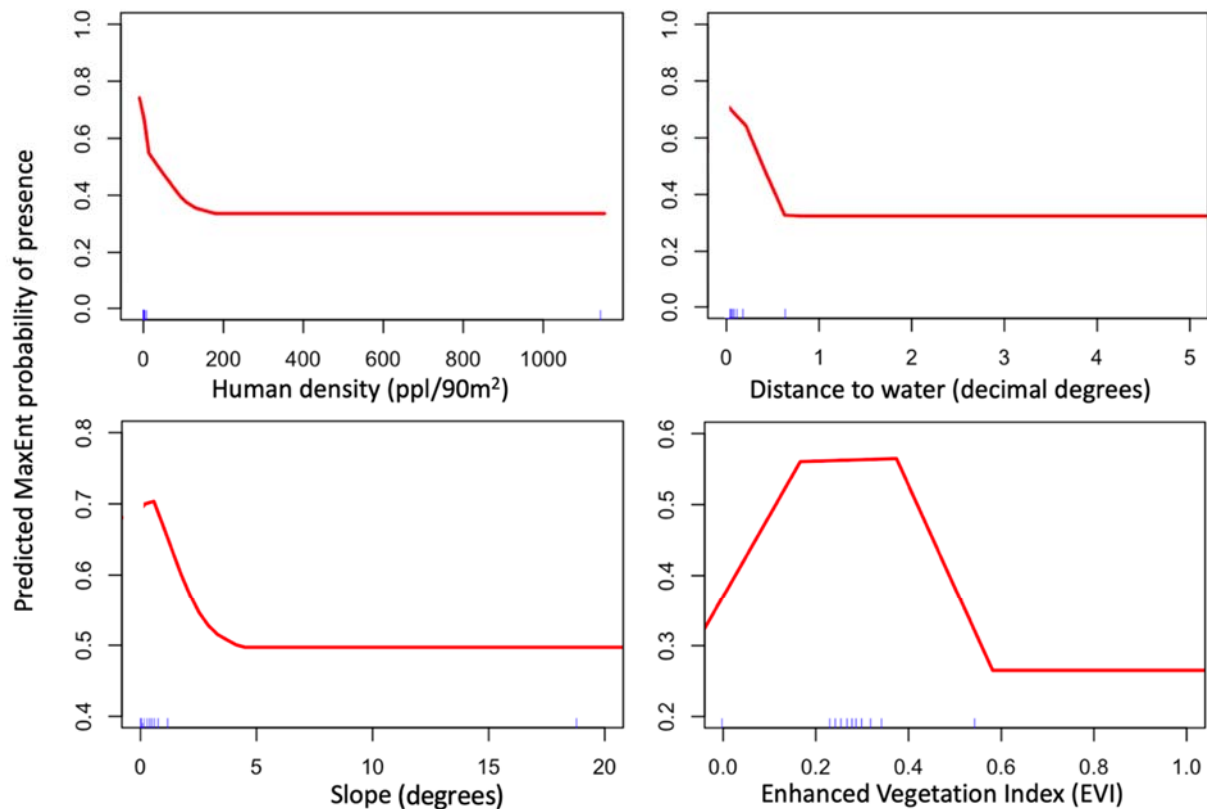 Predicted MaxEnt probability of presence
1.0
0.8
0.6
0.4
0.2
0.0
0 200 400 600 800 1000
Human density (ppl/90m²)
1.0
0.8
0.6
0.4
0.2
0.0
0 1 2 3 4 5
Distance to water (decimal degrees)
0.8
0.7
0.6
0.5
0.4
0 5 10 15 20
Slope (degrees)
0.6
0.5
0.4
0.3
0.2
0.0 0.2 0.4 0.6 0.8 1.0
Enhanced Vegetation Index (EVI)